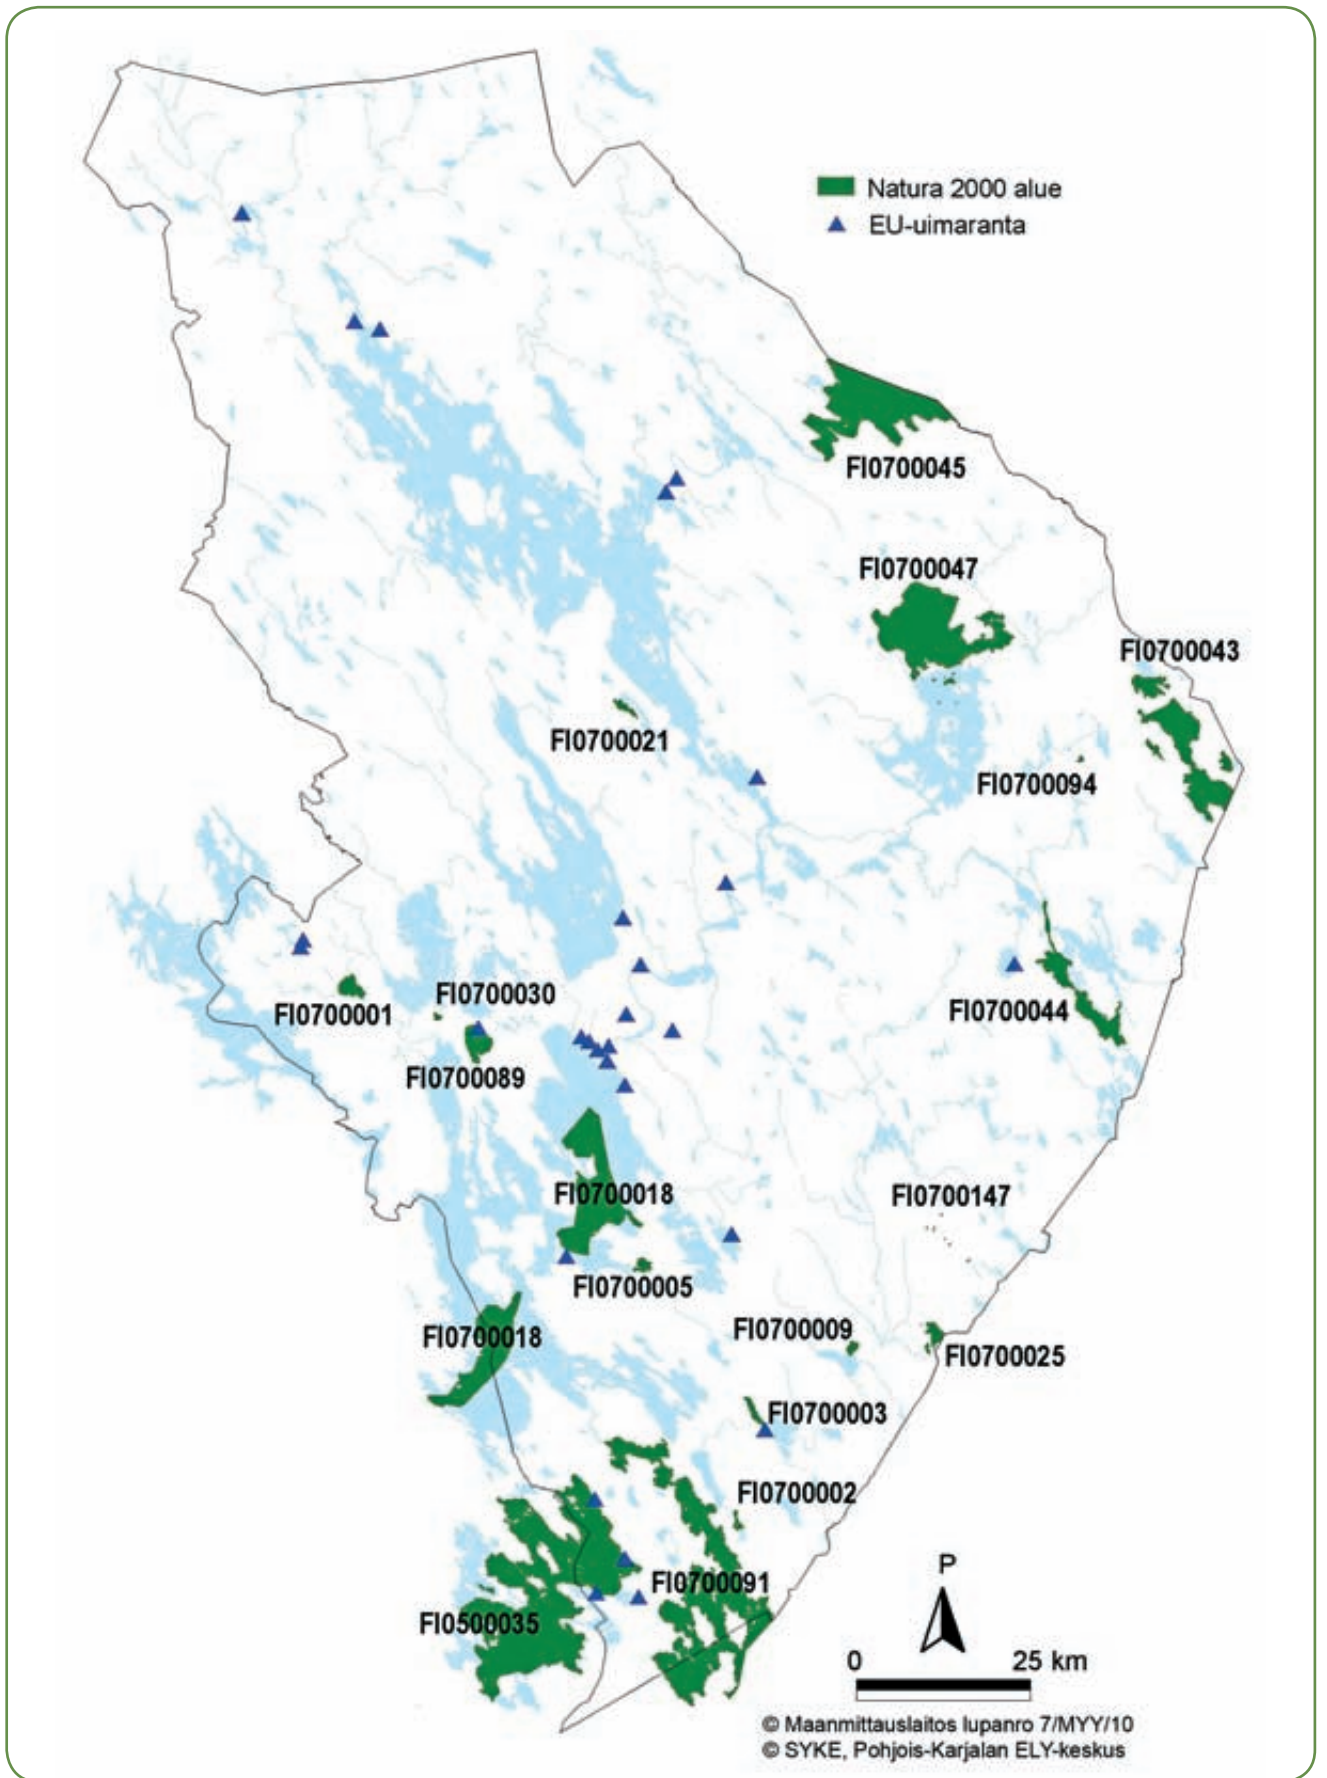 Natura 2000 alue
EU-uimaranta
FI0700045
FI0700047
FI0700043
FI0700021
FI0700094
FI0700030
FI0700001
FI0700044
FI0700089
FI0700018
FI0700147
FI0700005
FI0700018
FI0700009
FI0700025
FI0700003
FI0700002
FI0700091
FI0500035
P
0 25 km
© Maanmittauslaitos lupanro 7/MYY/10
© SYKE, Pohjois-Karjalan ELY-keskus